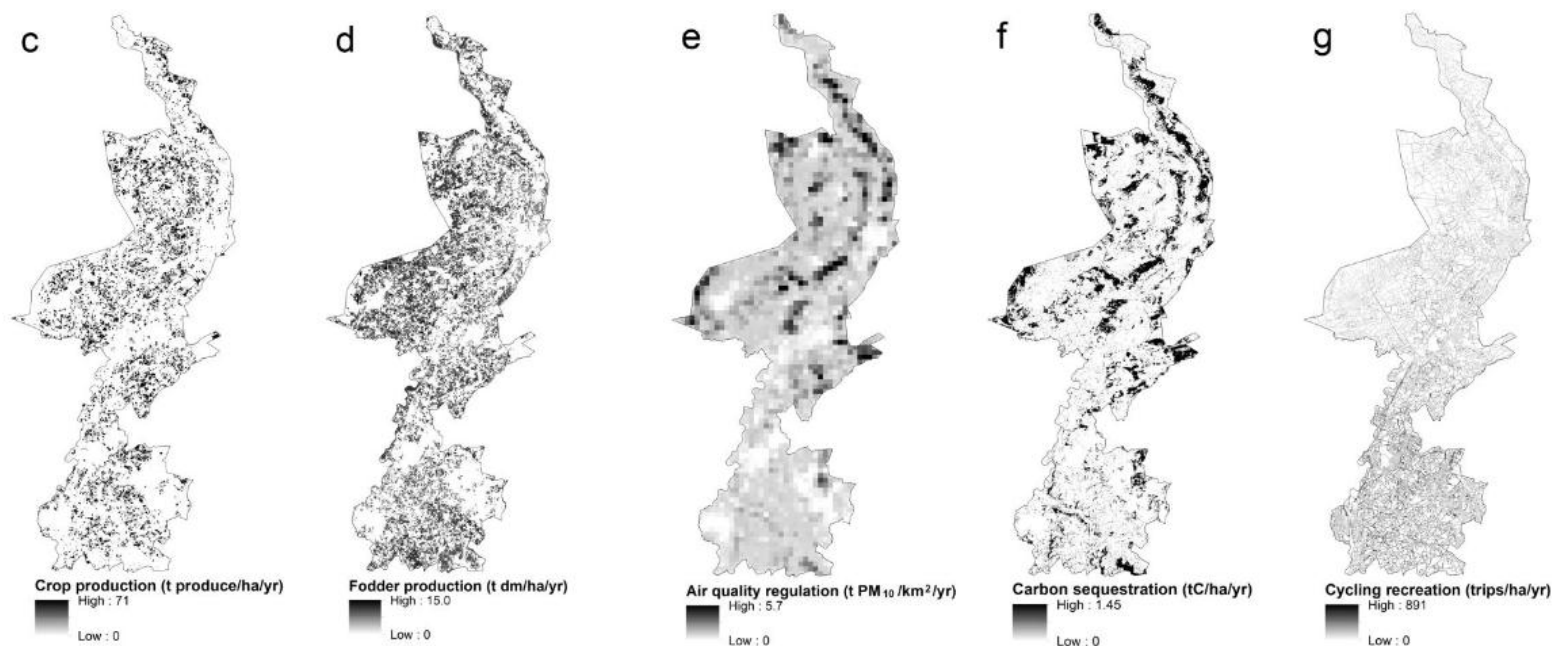 c
d
e
f
g
Crop production (t produce/ha/yr)
High : 71
Low : 0
Fodder production (t dm/ha/yr)
High : 15.0
Low : 0
Air quality regulation (t PM₁₀/km²/yr)
High : 5.7
Low : 0
Carbon sequestration (tC/ha/yr)
High : 1.45
Low : 0
Cycling recreation (trips/ha/yr)
High : 891
Low : 0